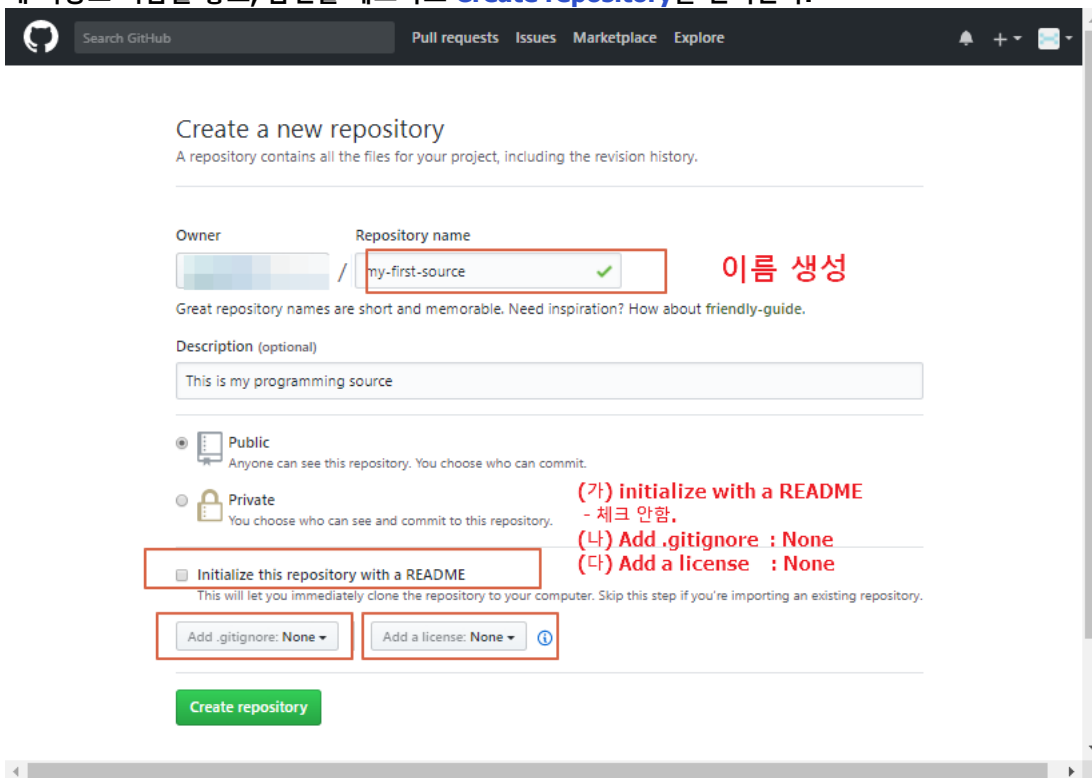 Create repository
Search GitHub
Pull requests Issues Marketplace Explore
Create a new repository
A repository contains all the files for your project, including the revision history.
Owner Repository name
/ my-first-source
이름 생성
Great repository names are short and memorable. Need inspiration? How about friendly-guide.
Description (optional)
This is my programming source
Public
Anyone can see this repository. You choose who can commit.
Private
You choose who can see and commit to this repository.
(가) initialize with a README
- 체크 안함.
(나) Add .gitignore : None
(다) Add a license : None
Initialize this repository with a README
This will let you immediately clone the repository to your computer. Skip this step if you're importing an existing repository.
Add .gitignore: None Add a license: None
Create repository